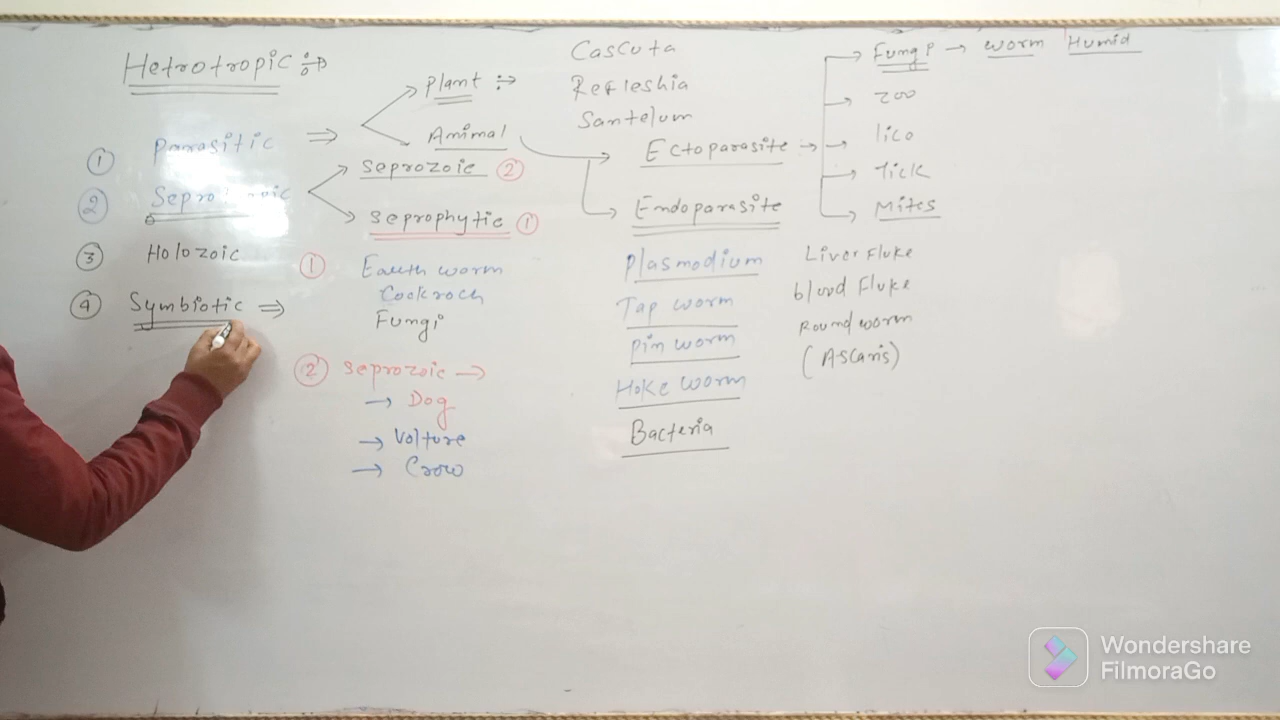 Hetrotropic
① Parasitic ⇒
② Sepro
③ Holozoic
④ Symbiotic ⇒
Plant
Animal
Seprozoic ②
Seprophytic ①
Cascuta
Refleshia
Santelum
Ectoparasite →
Endoparasite
→ Fungi → worm Humid
→ zoo
→ lico
→ Tick
→ Mites
① Earth worm
Cockroch
Fungi
② Seprozoic →
→ Dog
→ Volture
→ Crow
Plasmodium
Tap worm
Pin worm
Hoke worm
Bacteria
Liver Fluke
blood Fluke
Round worm
(Ascaris)
Wondershare
FilmoraGo